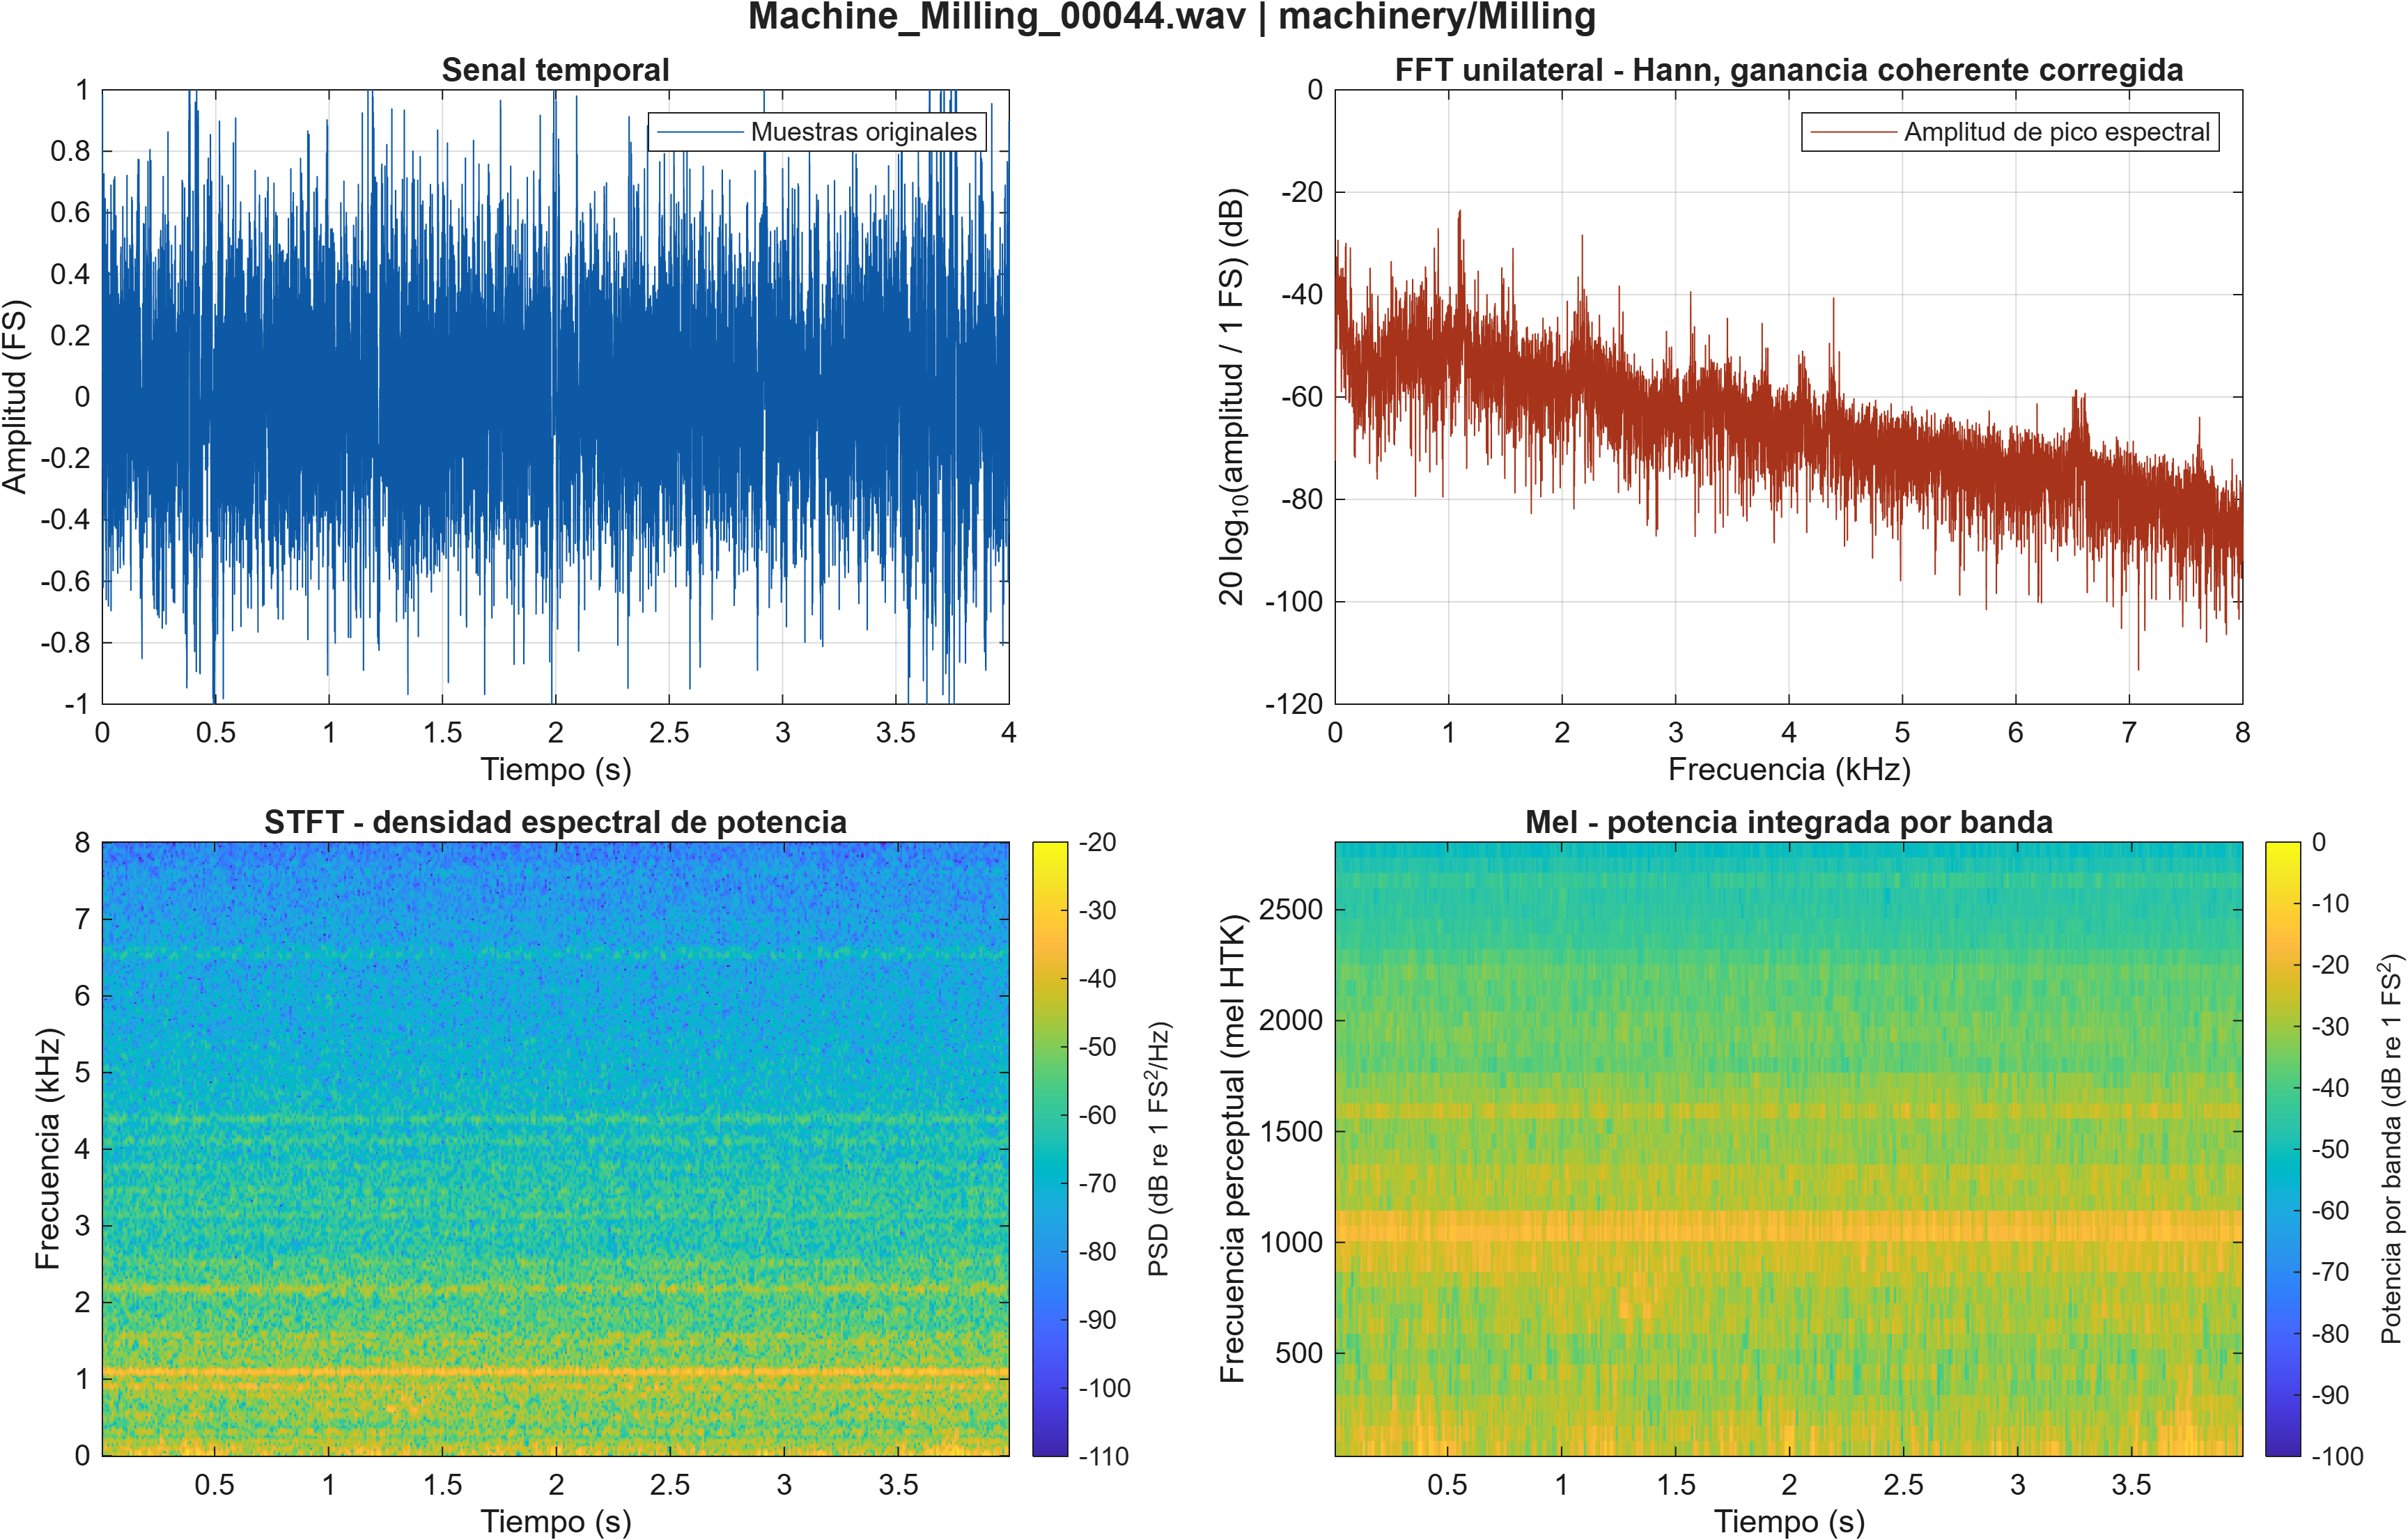 Machine_Milling_00044.wav | machinery/Milling
Senal temporal
Muestras originales
Amplitud (FS)
1
0.8
0.6
0.4
0.2
0
-0.2
-0.4
-0.6
-0.8
-1
0 0.5 1 1.5 2 2.5 3 3.5 4
Tiempo (s)
FFT unilateral - Hann, ganancia coherente corregida
Amplitud de pico espectral
20 log10(amplitud / 1 FS) (dB)
0
-20
-40
-60
-80
-100
-120
0 1 2 3 4 5 6 7 8
Frecuencia (kHz)
STFT - densidad espectral de potencia
Frecuencia (kHz)
8
7
6
5
4
3
2
1
0
0.5 1 1.5 2 2.5 3 3.5
Tiempo (s)
-20
-30
-40
-50
-60
-70
-80
-90
-100
-110
PSD (dB re 1 FS²/Hz)
Mel - potencia integrada por banda
Frecuencia perceptual (mel HTK)
2500
2000
1500
1000
500
0.5 1 1.5 2 2.5 3 3.5
Tiempo (s)
0
-10
-20
-30
-40
-50
-60
-70
-80
-90
-100
Potencia por banda (dB re 1 FS²)